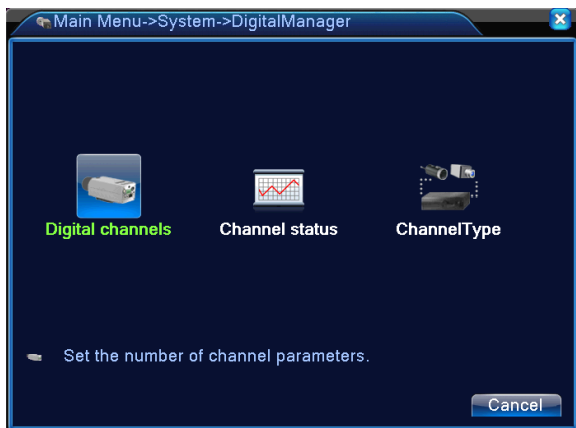 Main Menu->System->DigitalManager
Digital channels
Channel status
ChannelType
Set the number of channel parameters.
Cancel